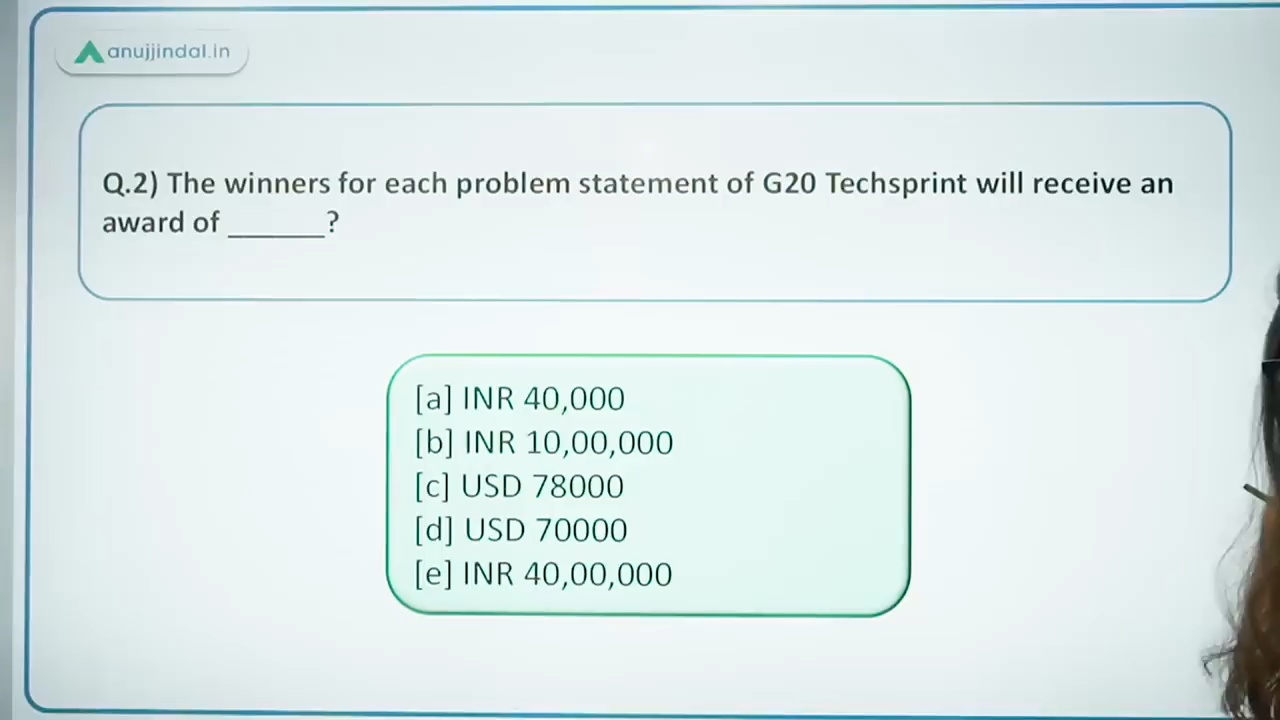 anujjindal.in
Q.2) The winners for each problem statement of G20 Techsprint will receive an
award of ______?
[a] INR 40,000
[b] INR 10,00,000
[c] USD 78000
[d] USD 70000
[e] INR 40,00,000